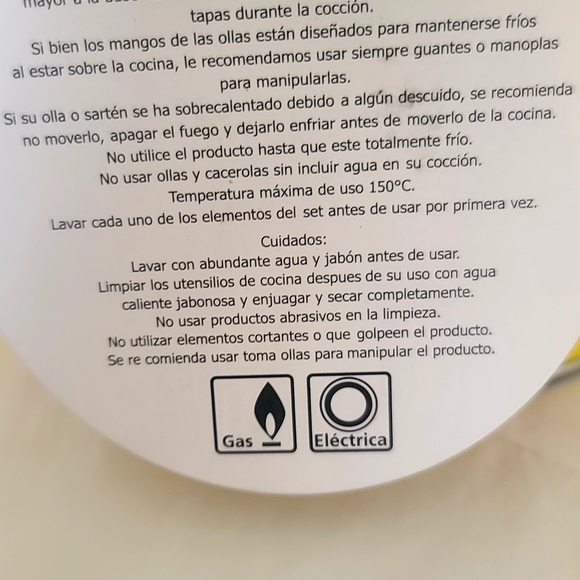 mayor a la
tapas durante la cocción.
Si bien los mangos de las ollas están diseñados para mantenerse fríos
al estar sobre la cocina, le recomendamos usar siempre guantes o manoplas
para manipularlas.
Si su olla o sartén se ha sobrecalentado debido a algún descuido, se recomienda
no moverlo, apagar el fuego y dejarlo enfriar antes de moverlo de la cocina.
No utilice el producto hasta que este totalmente frío.
No usar ollas y cacerolas sin incluir agua en su cocción.
Temperatura máxima de uso 150°C.
Lavar cada uno de los elementos del set antes de usar por primera vez.
Cuidados:
Lavar con abundante agua y jabón antes de usar.
Limpiar los utensilios de cocina despues de su uso con agua
caliente jabonosa y enjuagar y secar completamente.
No usar productos abrasivos en la limpieza.
No utilizar elementos cortantes o que golpeen el producto.
Se re comienda usar toma ollas para manipular el producto.
Gas
Eléctrica